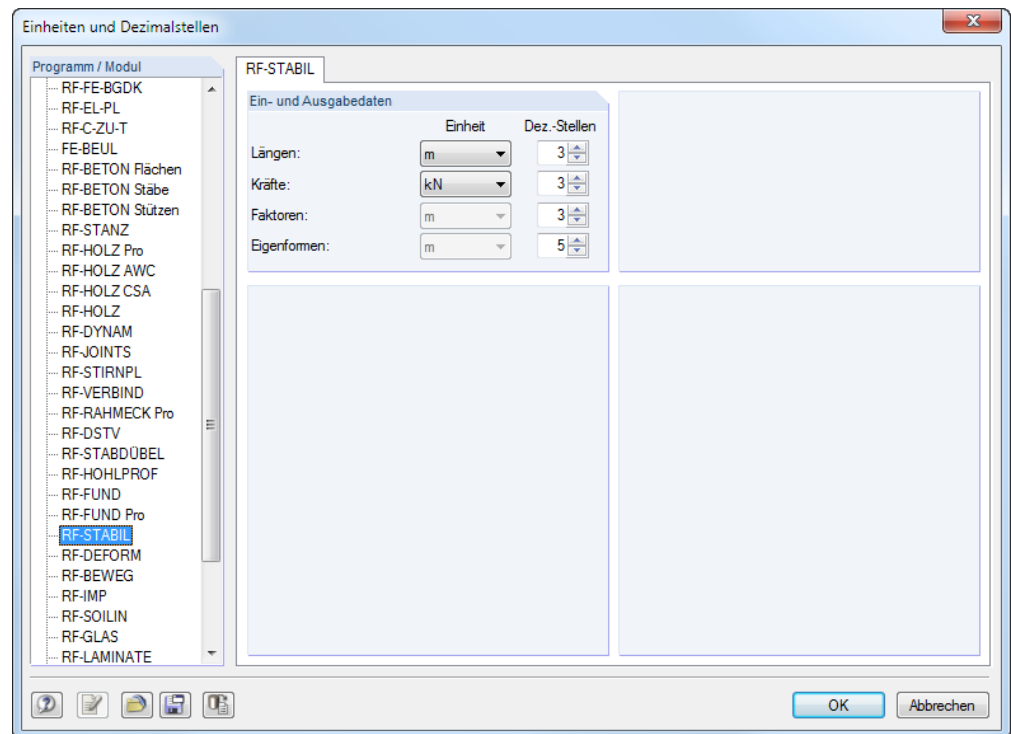 Einheiten und Dezimalstellen
Programm / Modul
RF-FE-BGDK
RF-EL-PL
RF-C-ZU-T
FE-BEUL
RF-BETON Flächen
RF-BETON Stäbe
RF-BETON Stützen
RF-STANZ
RF-HOLZ Pro
RF-HOLZ AWC
RF-HOLZ CSA
RF-HOLZ
RF-DYNAM
RF-JOINTS
RF-STIRNPL
RF-VERBIND
RF-RAHMECK Pro
RF-DSTV
RF-STABDÜBEL
RF-HOHLPROF
RF-FUND
RF-FUND Pro
RF-STABIL
RF-DEFORM
RF-BEWEG
RF-IMP
RF-SOILIN
RF-GLAS
RF-LAMINATE
RF-STABIL
Ein- und Ausgabedaten
Einheit Dez.-Stellen
Längen: m 3
Kräfte: kN 3
Faktoren: m 3
Eigenformen: m 5
OK Abbrechen